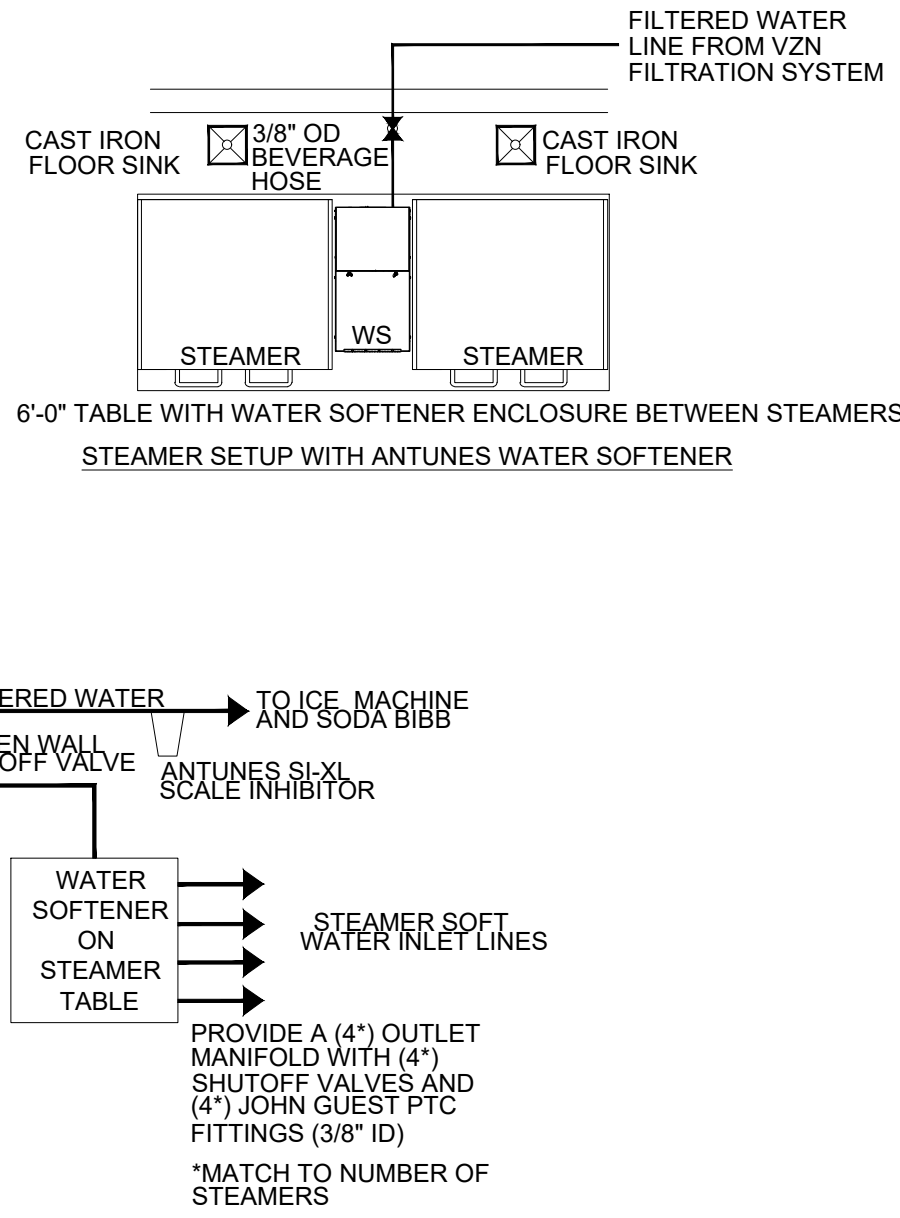 FILTERED WATER
LINE FROM VZN
FILTRATION SYSTEM
CAST IRON
FLOOR SINK
3/8" OD
BEVERAGE
HOSE
CAST IRON
FLOOR SINK
WS
STEAMER
STEAMER
6'-0" TABLE WITH WATER SOFTENER ENCLOSURE BETWEEN STEAMERS
STEAMER SETUP WITH ANTUNES WATER SOFTENER
ERED WATER
TO ICE MACHINE
AND SODA BIBB
EN WALL
OFF VALVE
ANTUNES SI-XL
SCALE INHIBITOR
WATER
SOFTENER
ON
STEAMER
TABLE
STEAMER SOFT
WATER INLET LINES
PROVIDE A (4*) OUTLET
MANIFOLD WITH (4*)
SHUTOFF VALVES AND
(4*) JOHN GUEST PTC
FITTINGS (3/8" ID)
*MATCH TO NUMBER OF
STEAMERS